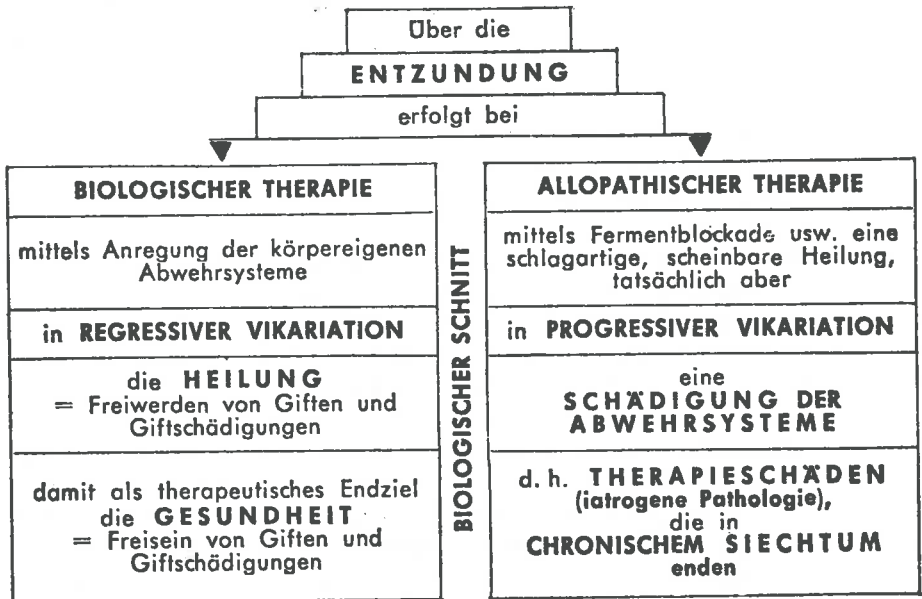 Über die
ENTZUNDUNG
erfolgt bei
BIOLOGISCHER THERAPIE
mittels Anregung der körpereigenen
Abwehrsysteme
in REGRESSIVER VIKARIATION
die HEILUNG
= Freiwerden von Giften und
Giftschädigungen
damit als therapeutisches Endziel
die GESUNDHEIT
= Freisein von Giften und
Giftschädigungen
BIOLOGISCHER SCHNITT
ALLOPATHISCHER THERAPIE
mittels Fermentblockade usw. eine
schlagartige, scheinbare Heilung,
tatsächlich aber
in PROGRESSIVER VIKARIATION
eine
SCHÄDIGUNG DER
ABWEHRSYSTEME
d. h. THERAPIESCHÄDEN
(iatrogene Pathologie),
die in
CHRONISCHEM SIECHTUM
enden